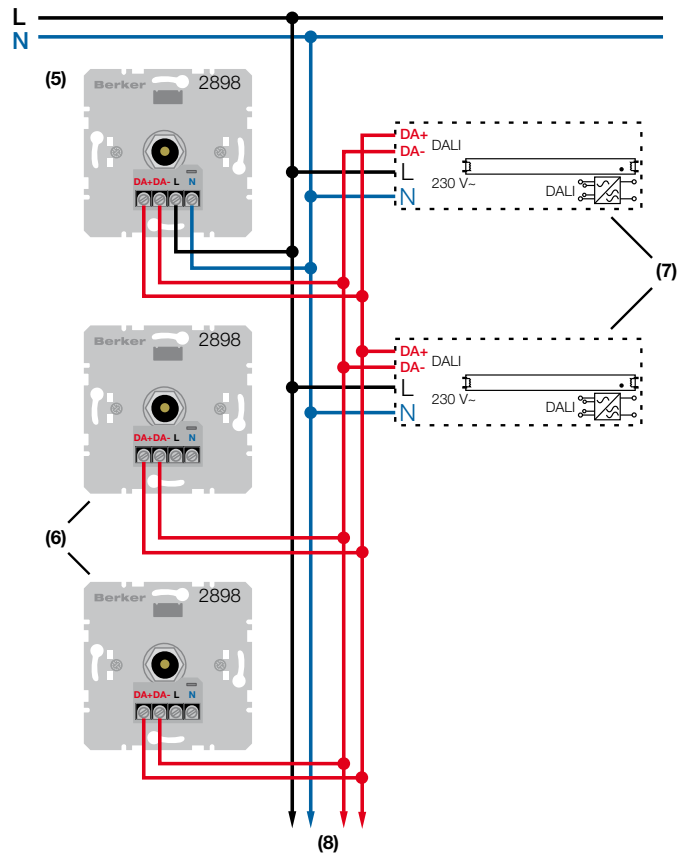 L
N
(5)
Berker 2898
DA+ DA- L N
DA+
DA- DALI
L
230 V~
N
DALI
(7)
Berker 2898
DA+ DA- L N
DA+
DA- DALI
L
230 V~
N
DALI
(6)
Berker 2898
DA+ DA- L N
(8)